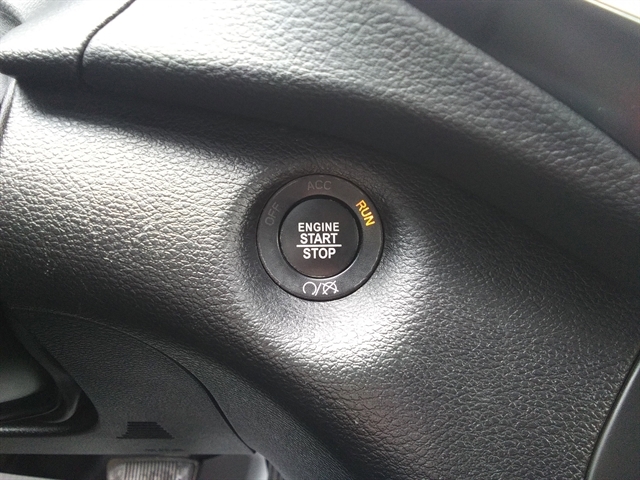 OFF ACC RUN
ENGINE
START
STOP